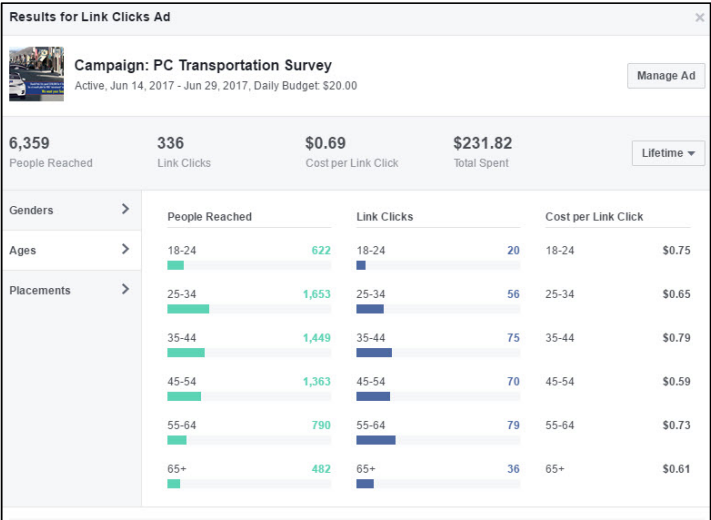 Results for Link Clicks Ad
Campaign: PC Transportation Survey
Active, Jun 14, 2017 - Jun 29, 2017, Daily Budget: $20.00
Manage Ad
6,359 336 $0.69 $231.82
People Reached Link Clicks Cost per Link Click Total Spent
Lifetime
Genders
Ages
Placements
People Reached Link Clicks Cost per Link Click
18-24 622 18-24 20 18-24 $0.75
25-34 1,653 25-34 56 25-34 $0.65
35-44 1,449 35-44 75 35-44 $0.79
45-54 1,363 45-54 70 45-54 $0.59
55-64 790 55-64 79 55-64 $0.73
65+ 482 65+ 36 65+ $0.61